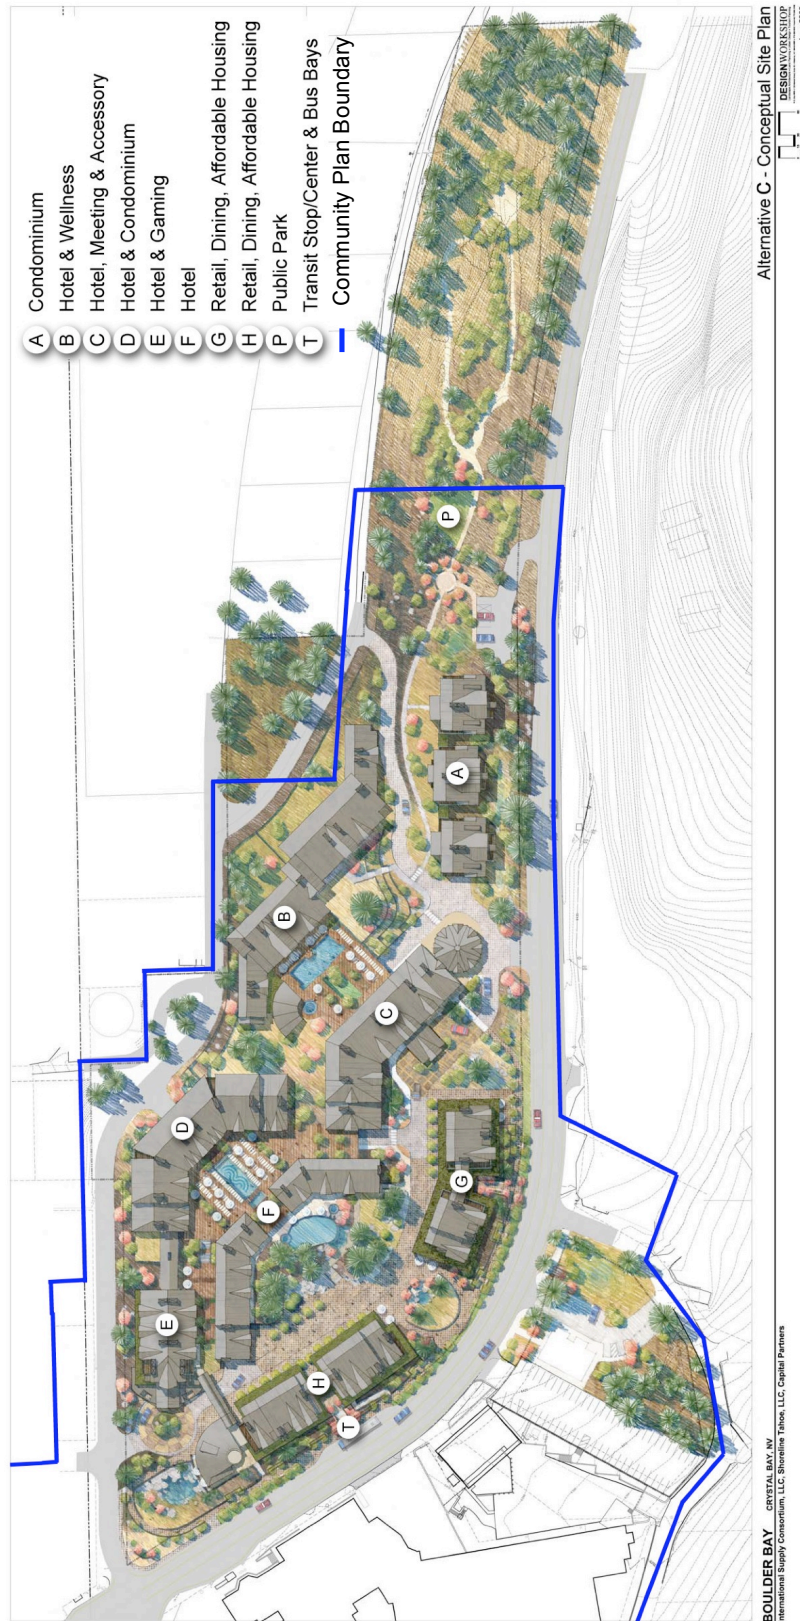 A Condominium
B Hotel & Wellness
C Hotel, Meeting & Accessory
D Hotel & Condominium
E Hotel & Gaming
F Hotel
G Retail, Dining, Affordable Housing
H Retail, Dining, Affordable Housing
P Public Park
T Transit Stop/Center & Bus Bays
Community Plan Boundary
E
D
F
H
T
G
B
C
A
P
BOULDER BAY CRYSTAL BAY, NV
International Supply Consortium, LLC, Shoreline Tahoe, LLC, Capital Partners
Alternative C - Conceptual Site Plan
DESIGNWORKSHOP